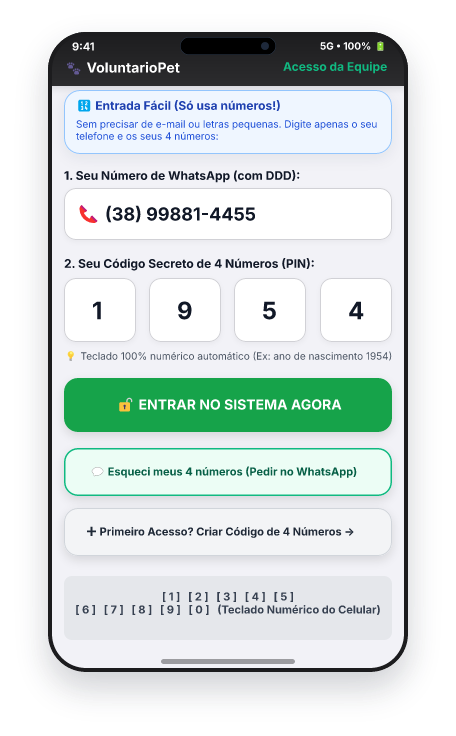 9:41
5G • 100%
VoluntarioPet
Acesso da Equipe
Entrada Fácil (Só usa números!)
Sem precisar de e-mail ou letras pequenas. Digite apenas o seu
telefone e os seus 4 números:
1. Seu Número de WhatsApp (com DDD):
(38) 99881-4455
2. Seu Código Secreto de 4 Números (PIN):
1 9 5 4
Teclado 100% numérico automático (Ex: ano de nascimento 1954)
ENTRAR NO SISTEMA AGORA
Esqueci meus 4 números (Pedir no WhatsApp)
+ Primeiro Acesso? Criar Código de 4 Números →
[ 1 ] [ 2 ] [ 3 ] [ 4 ] [ 5 ]
[ 6 ] [ 7 ] [ 8 ] [ 9 ] [ 0 ] (Teclado Numérico do Celular)